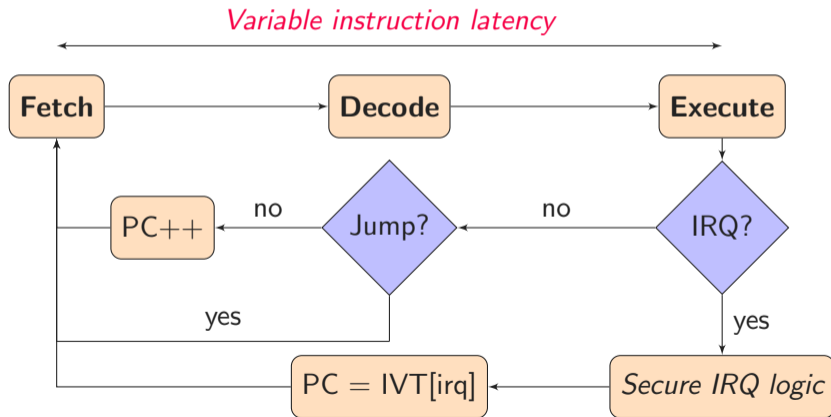 Variable instruction latency
Fetch
Decode
Execute
PC++
no
Jump?
no
IRQ?
yes
yes
PC = IVT[irq]
Secure IRQ logic